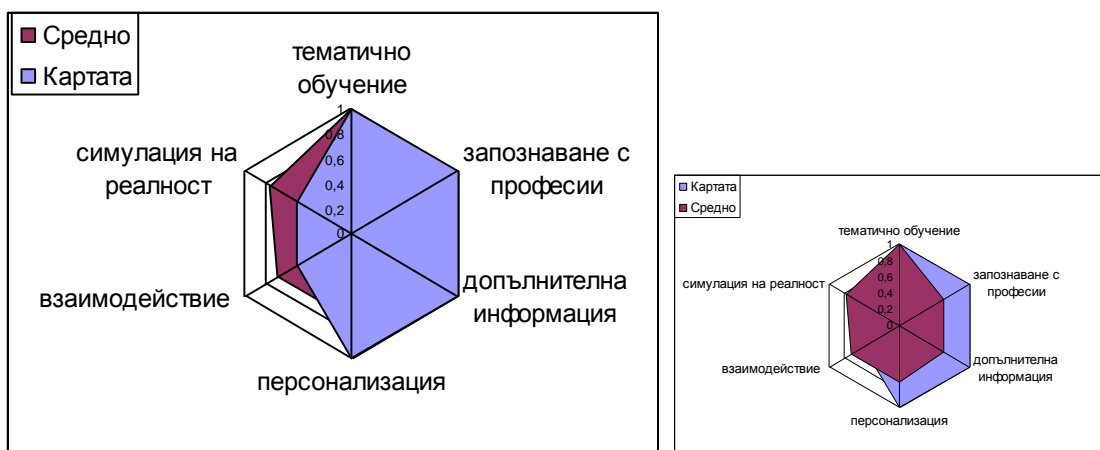 Средно
Картата
тематично
обучение
1
0,8
0,6
0,4
0,2
0
симулация на
реалност
запознаване с
професии
взаимодействие
допълнителна
информация
персонализация
Картата
Средно
тематично обучение
1
0,8
0,6
0,4
0,2
0
симулация на реалност
запознаване с
професии
взаимодействие
допълнителна
информация
персонализация